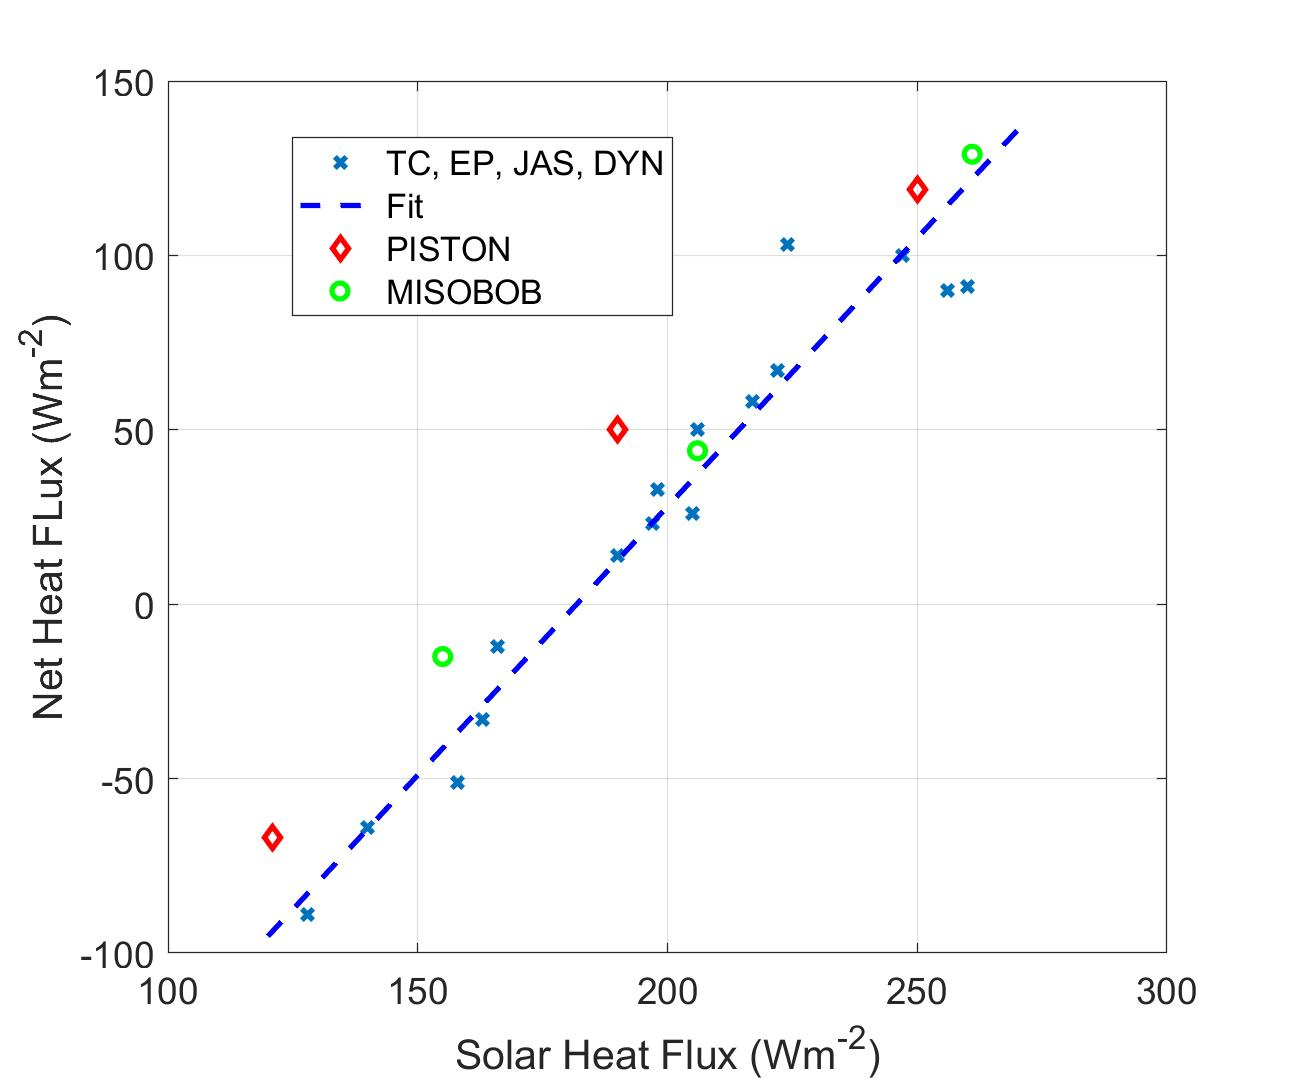 150
100
50
0
-50
-100
100
150
200
250
300
TC, EP, JAS, DYN
Fit
PISTON
MISOBOB
Net Heat FLux (Wm⁻²)
Solar Heat Flux (Wm⁻²)